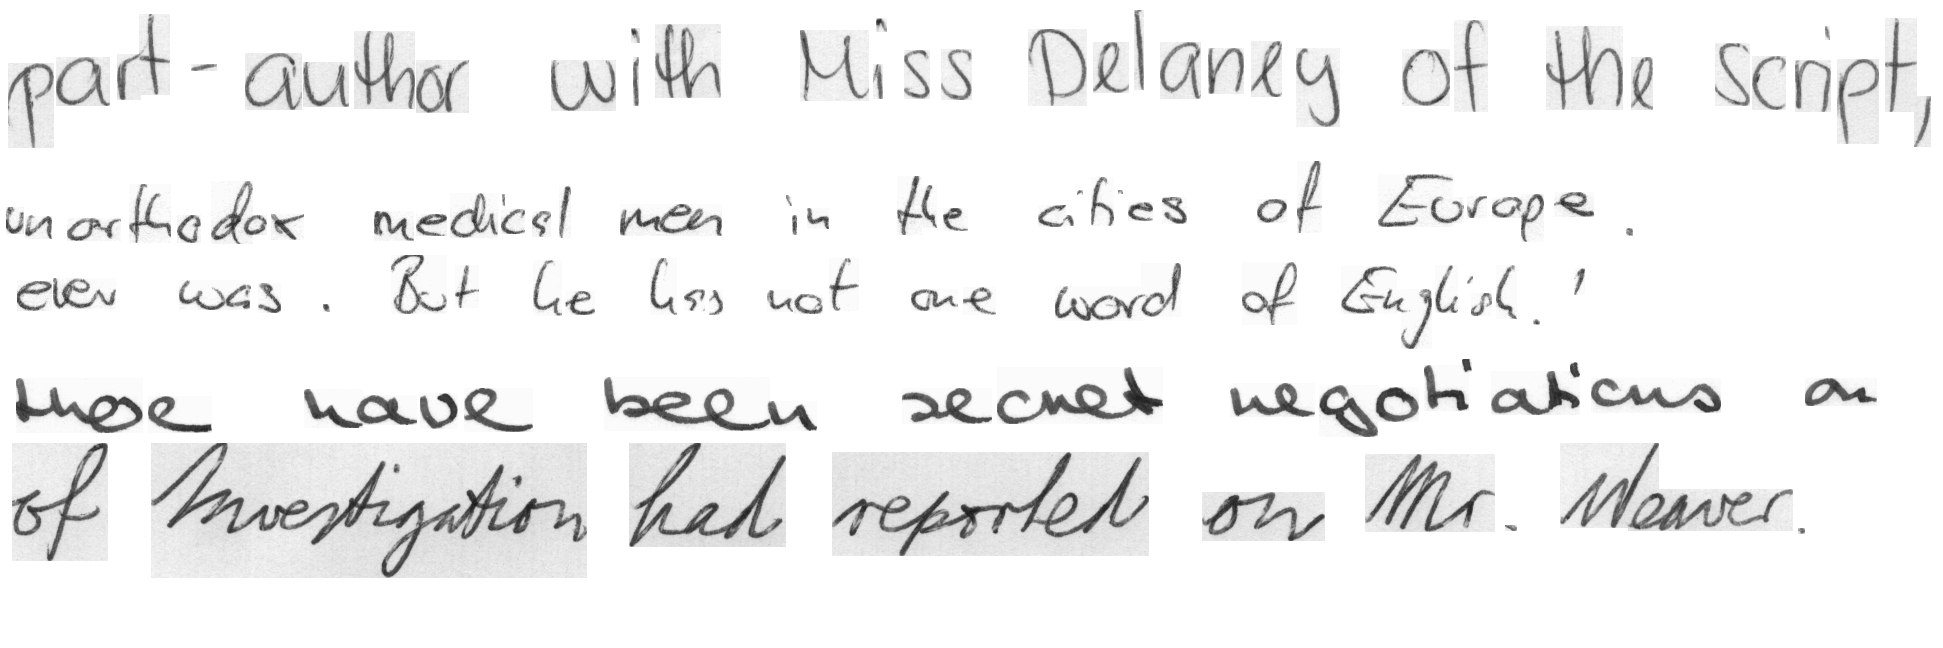 part-author with Miss Delaney of the script,
unorthodox medical men in the cities of Europe.
ever was. But he has not one word of English.'
there have been secret negotiations on
of Investigation had reported on Mr. Weaver.